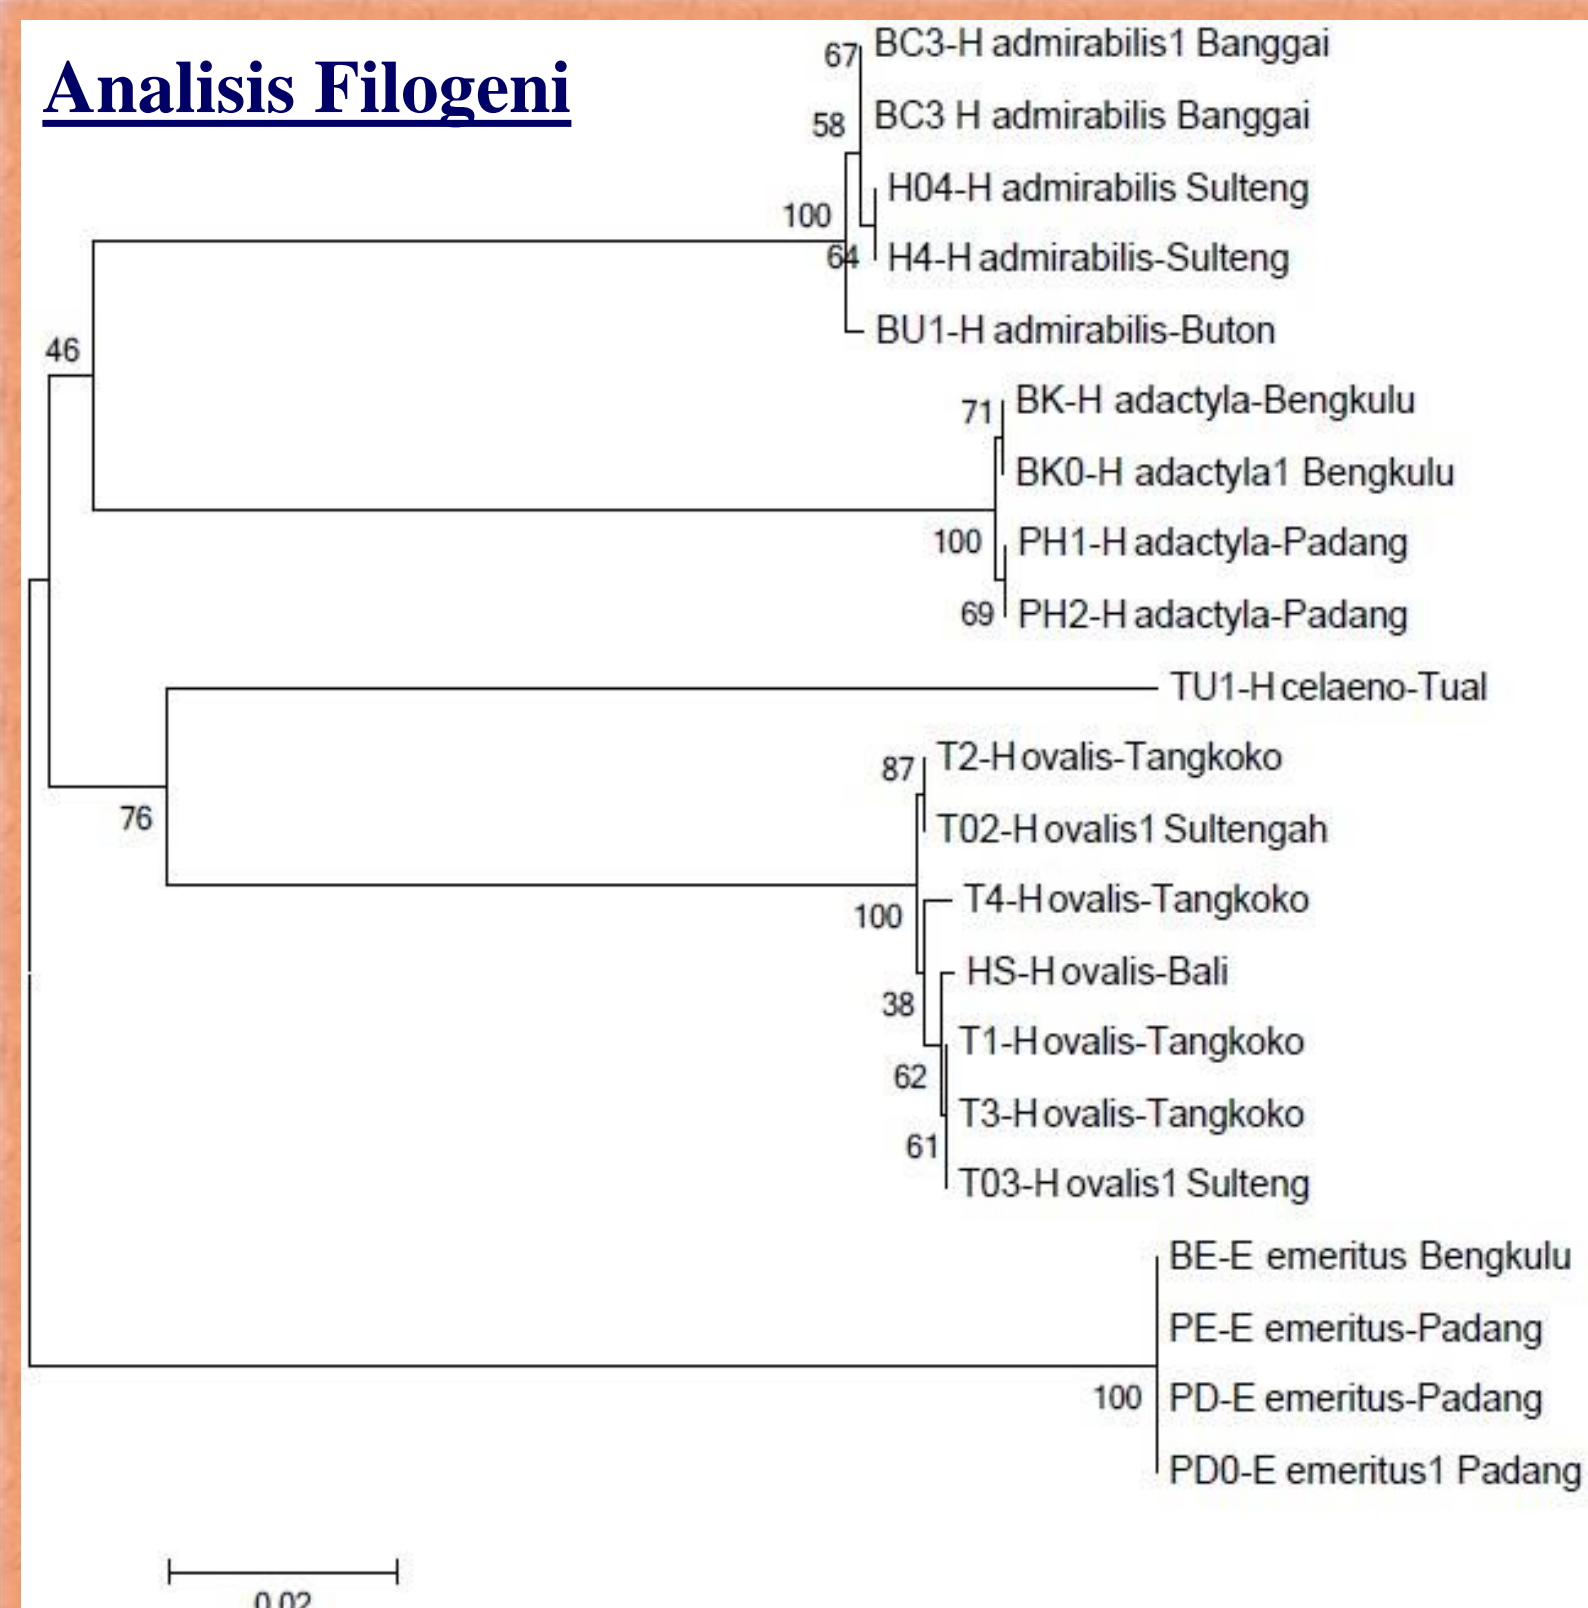 Analisis Filogeni
67
BC3-H admirabilis1 Banggai
58
BC3 H admirabilis Banggai
H04-H admirabilis Sulteng
100
64
H4-H admirabilis-Sulteng
BU1-H admirabilis-Buton
46
71
BK-H adactyla-Bengkulu
BK0-H adactyla1 Bengkulu
100
PH1-H adactyla-Padang
69
PH2-H adactyla-Padang
TU1-H celaeno-Tual
87
T2-H ovalis-Tangkoko
76
T02-H ovalis1 Sultengah
100
T4-H ovalis-Tangkoko
HS-H ovalis-Bali
38
T1-H ovalis-Tangkoko
62
T3-H ovalis-Tangkoko
61
T03-H ovalis1 Sulteng
BE-E emeritus Bengkulu
PE-E emeritus-Padang
100
PD-E emeritus-Padang
PD0-E emeritus1 Padang
0.02